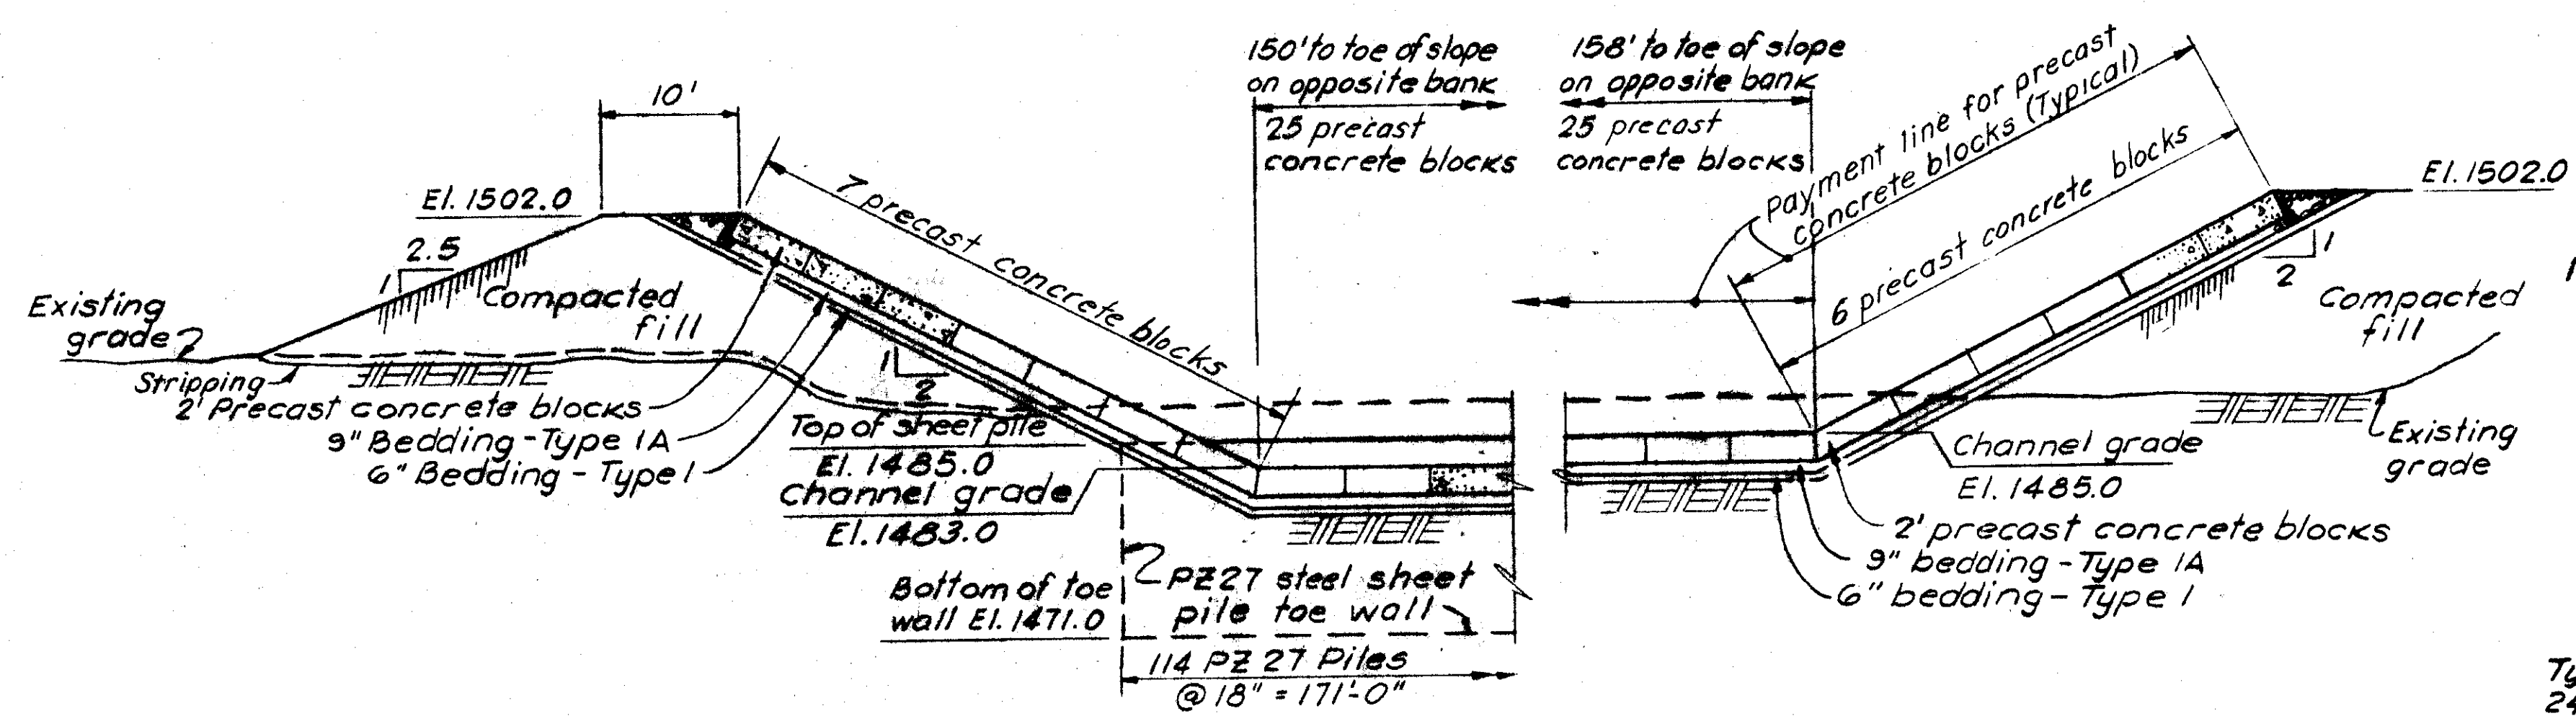 150' to toe of slope
on opposite bank
25 precast
concrete blocks
158' to toe of slope
on opposite bank
25 precast
concrete blocks
Payment line for precast
concrete blocks (Typical)
6 precast concrete blocks
10'
7 precast concrete blocks
El. 1502.0
2.5
1
Compacted
fill
Existing
grade
Stripping
2' Precast concrete blocks
9" Bedding - Type 1A
6" Bedding - Type 1
1
2
Top of sheet pile
El. 1485.0
Channel grade
El. 1483.0
Bottom of toe
wall El. 1471.0
PZ27 steel sheet
pile toe wall
114 PZ 27 Piles
@ 18" = 171'-0"
El. 1502.0
1
2
Compacted
fill
Existing
grade
Channel grade
El. 1485.0
2' precast concrete blocks
9" bedding - Type 1A
6" bedding - Type 1
Ty
24